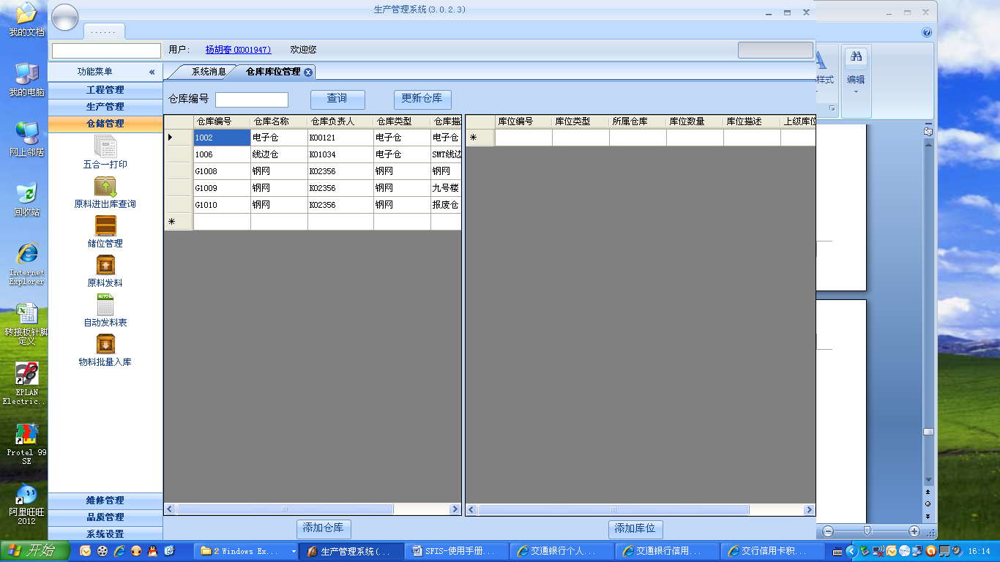 生产管理系统(3.0.2.3)
......
用户: 杨胡春(K001947) 欢迎您
功能菜单 «
系统消息 仓库库位管理
工程管理
生产管理
仓储管理
五合一打印
原料进出库查询
储位管理
原料发料
自动发料表
物料批量入库
维修管理
品质管理
系统设置
仓库编号 查询 更新仓库
仓库编号 仓库名称 仓库负责人 仓库类型 仓库描
1002 电子仓 K00121 电子仓 电子仓
1006 线边仓 K01034 电子仓 SMT线边
G1008 钢网 K02356 钢网 钢网
G1009 钢网 K02356 钢网 九号楼
G1010 钢网 K02356 钢网 报废仓
库位编号 库位类型 所属仓库 库位数量 库位描述 上级库位
添加仓库 添加库位
样式
编辑
我的文档
我的电脑
网上邻居
回收站
Internet
Explorer
转接板针脚
定义
EPLAN
Electric...
Protel 99
SE
阿里旺旺
2012
开始 2 Windows Ex... 生产管理系统(... SFIS-使用手册... 交通银行个人... 交通银行信用... 交行信用卡积... 16:14